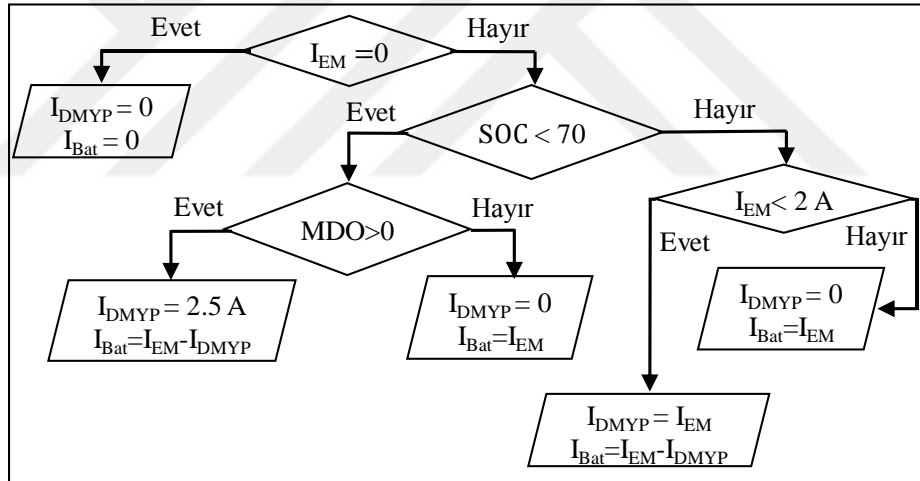 Evet
Hayır
I_EM =0
I_DMYP = 0
I_Bat = 0
Evet
Hayır
SOC < 70
Evet
Hayır
MDO>0
I_EM< 2 A
Evet
Hayır
I_DMYP = 2.5 A
I_Bat=I_EM-I_DMYP
I_DMYP = 0
I_Bat=I_EM
I_DMYP = 0
I_Bat=I_EM
I_DMYP = I_EM
I_Bat=I_EM-I_DMYP